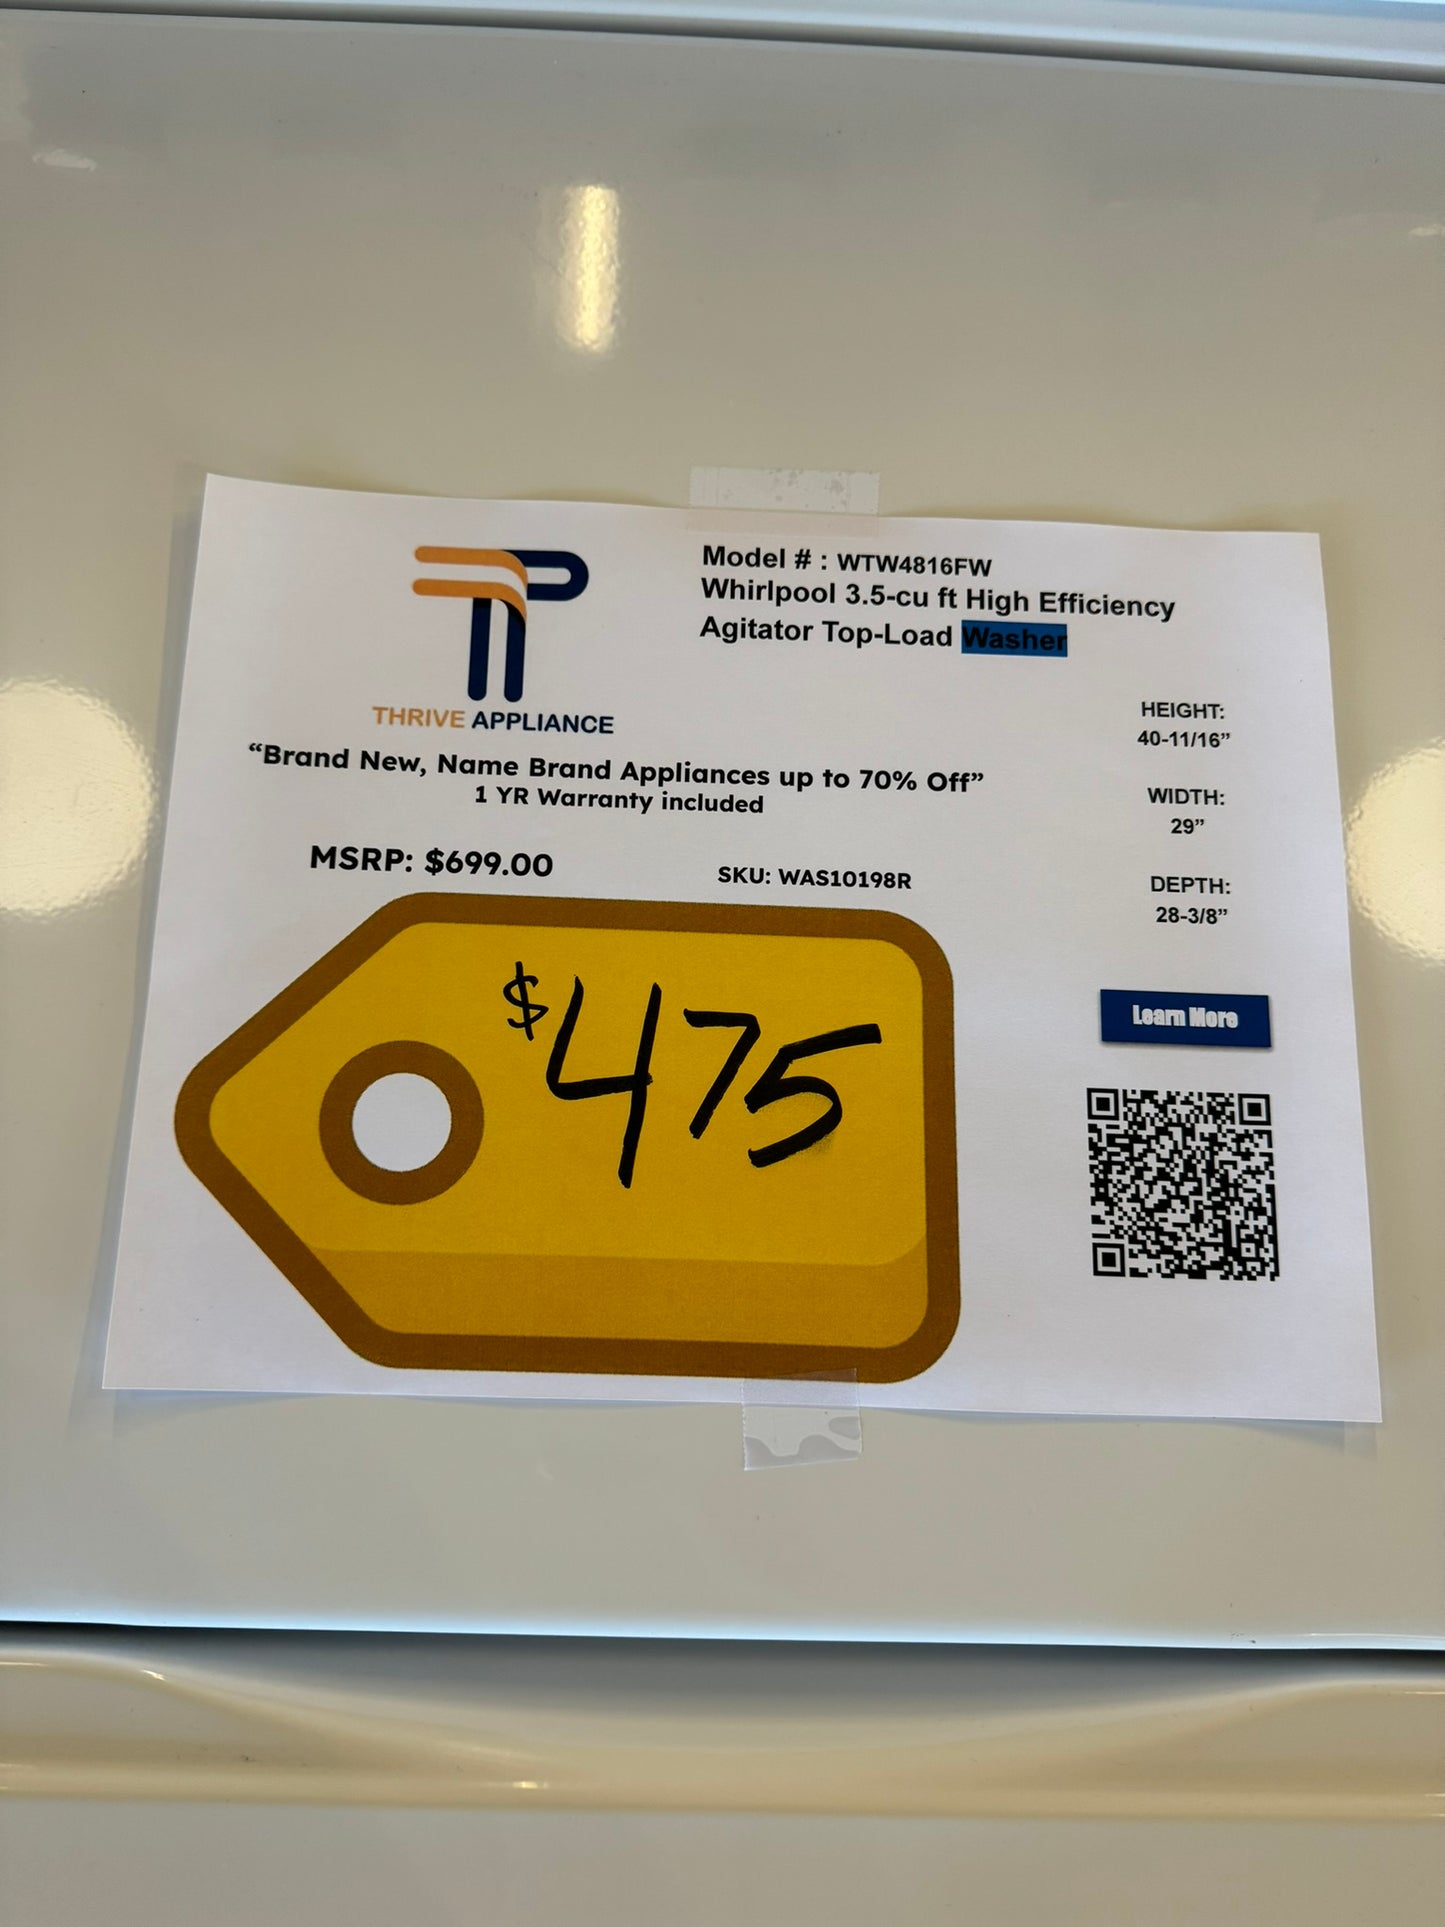 Model # : WTW4816FW
Whirlpool 3.5-cu ft High Efficiency
Agitator Top-Load Washer
TP
THRIVE APPLIANCE
“Brand New, Name Brand Appliances up to 70% Off”
1 YR Warranty included
MSRP: $699.00
SKU: WAS10198R
$475
HEIGHT:
40-11/16”
WIDTH:
29”
DEPTH:
28-3/8”
Learn More